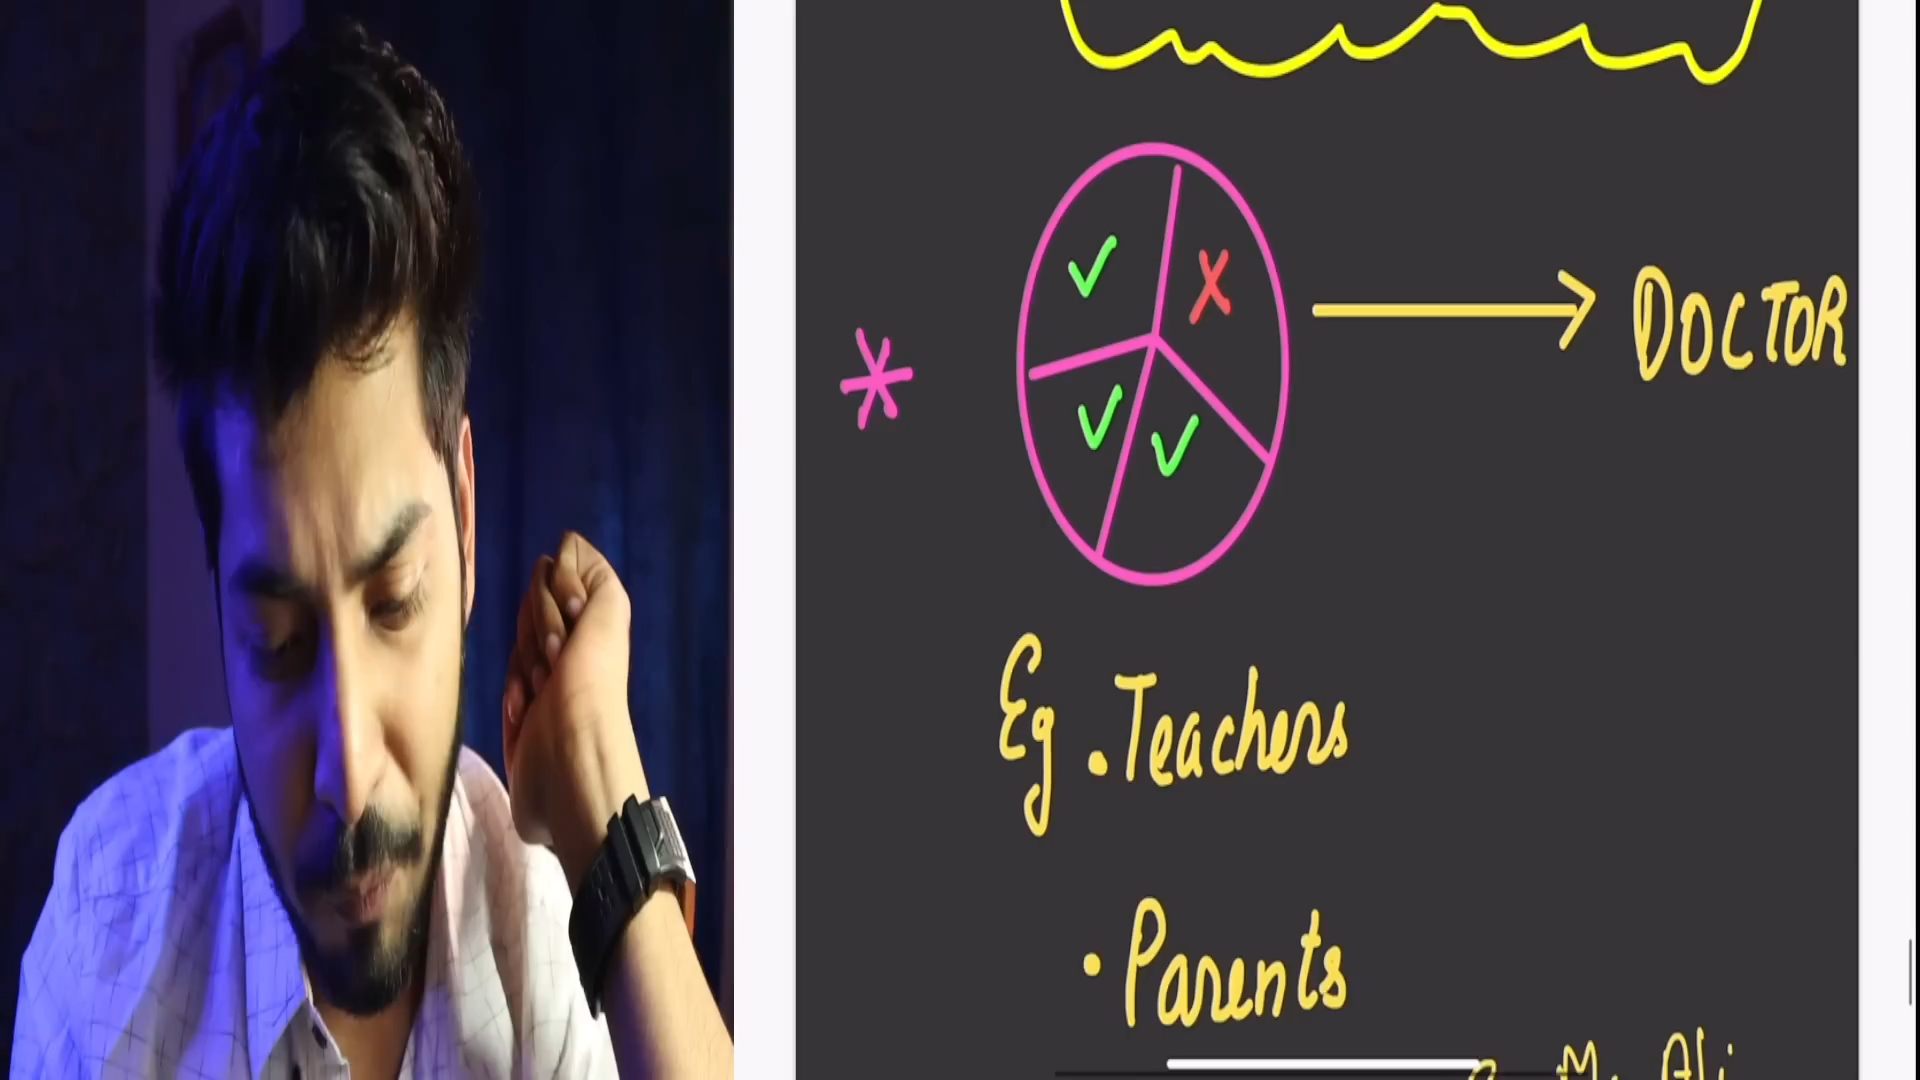 DOCTOR
Eg . Teachers
• Parents